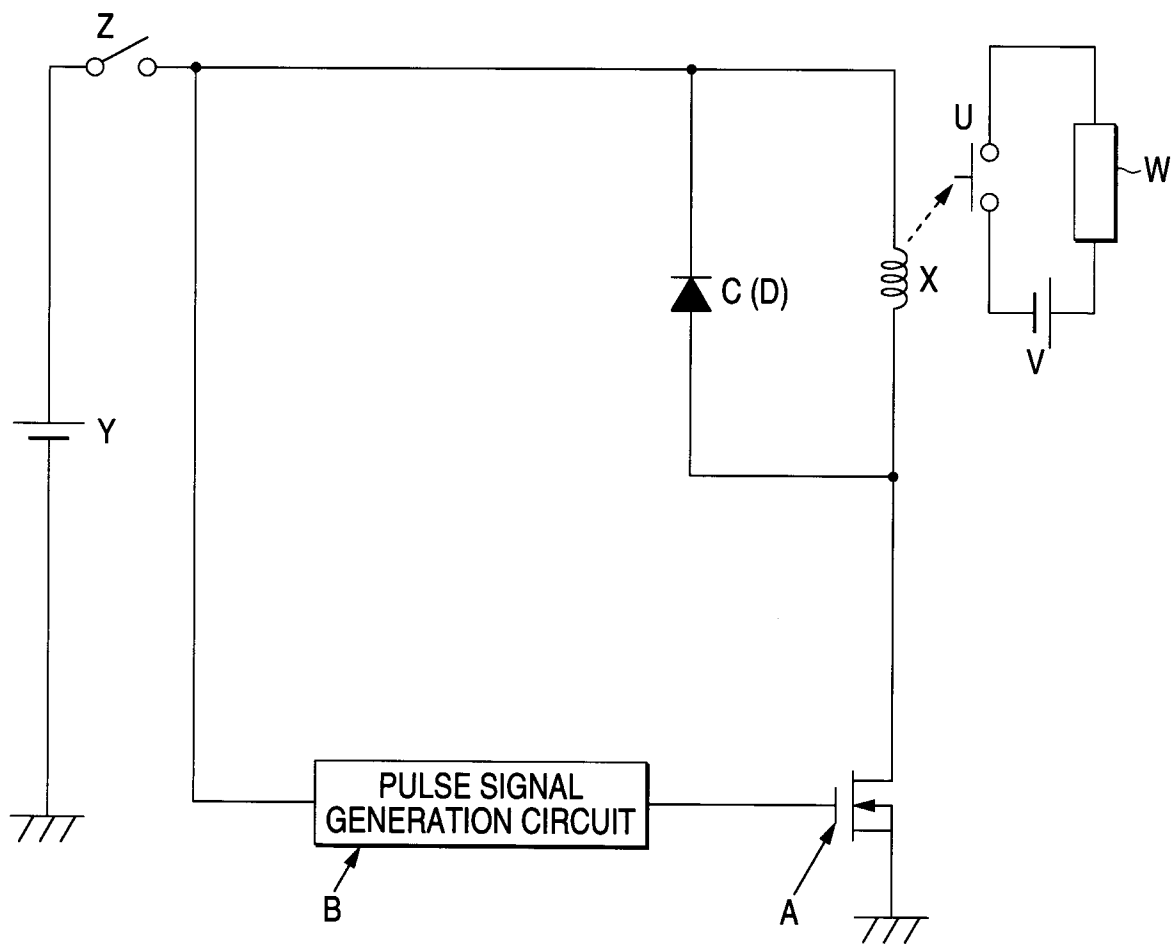 Z
U
W
C (D)
X
V
Y
PULSE SIGNAL
GENERATION CIRCUIT
B
A